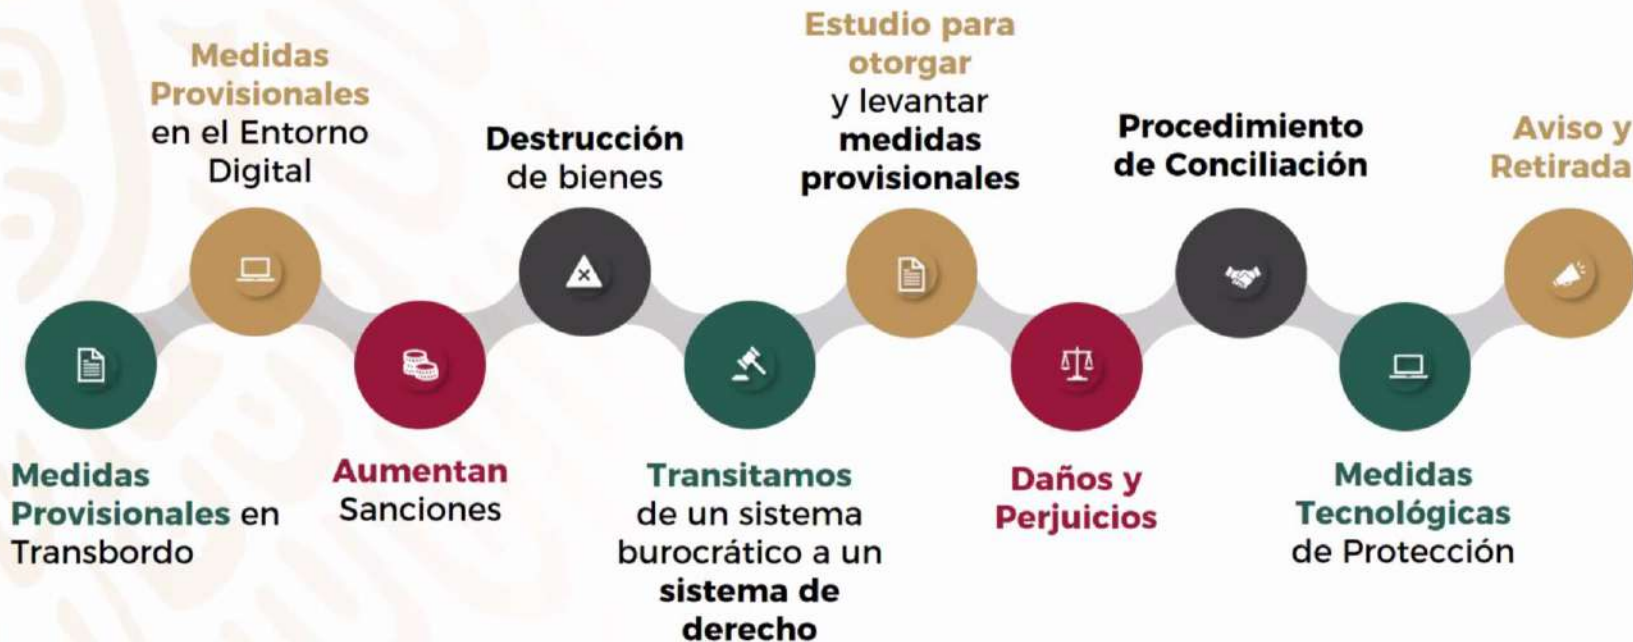 Medidas
Provisionales en
Transbordo
Medidas
Provisionales
en el Entorno
Digital
Aumentan
Sanciones
Destrucción
de bienes
Transitamos
de un sistema
burocrático a un
sistema de
derecho
Estudio para
otorgar
y levantar
medidas
provisionales
Daños y
Perjuicios
Procedimiento
de Conciliación
Medidas
Tecnológicas
de Protección
Aviso y
Retirada